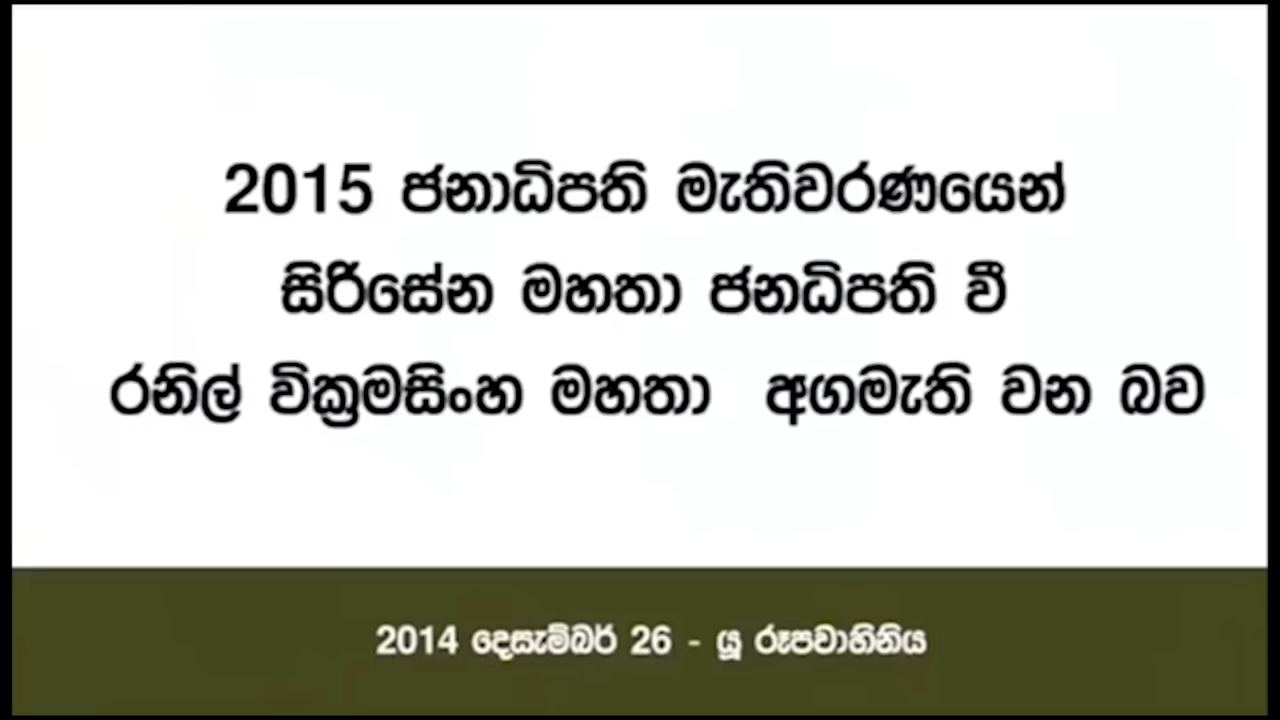 2015 ජනාධිපති මැතිවරණයෙන්
සිරිසේන මහතා ජනධිපති වී
රනිල් වික්‍රමසිංහ මහතා අගමැති වන බව
2014 දෙසැම්බර් 26 - යූ රූපවාහිනිය